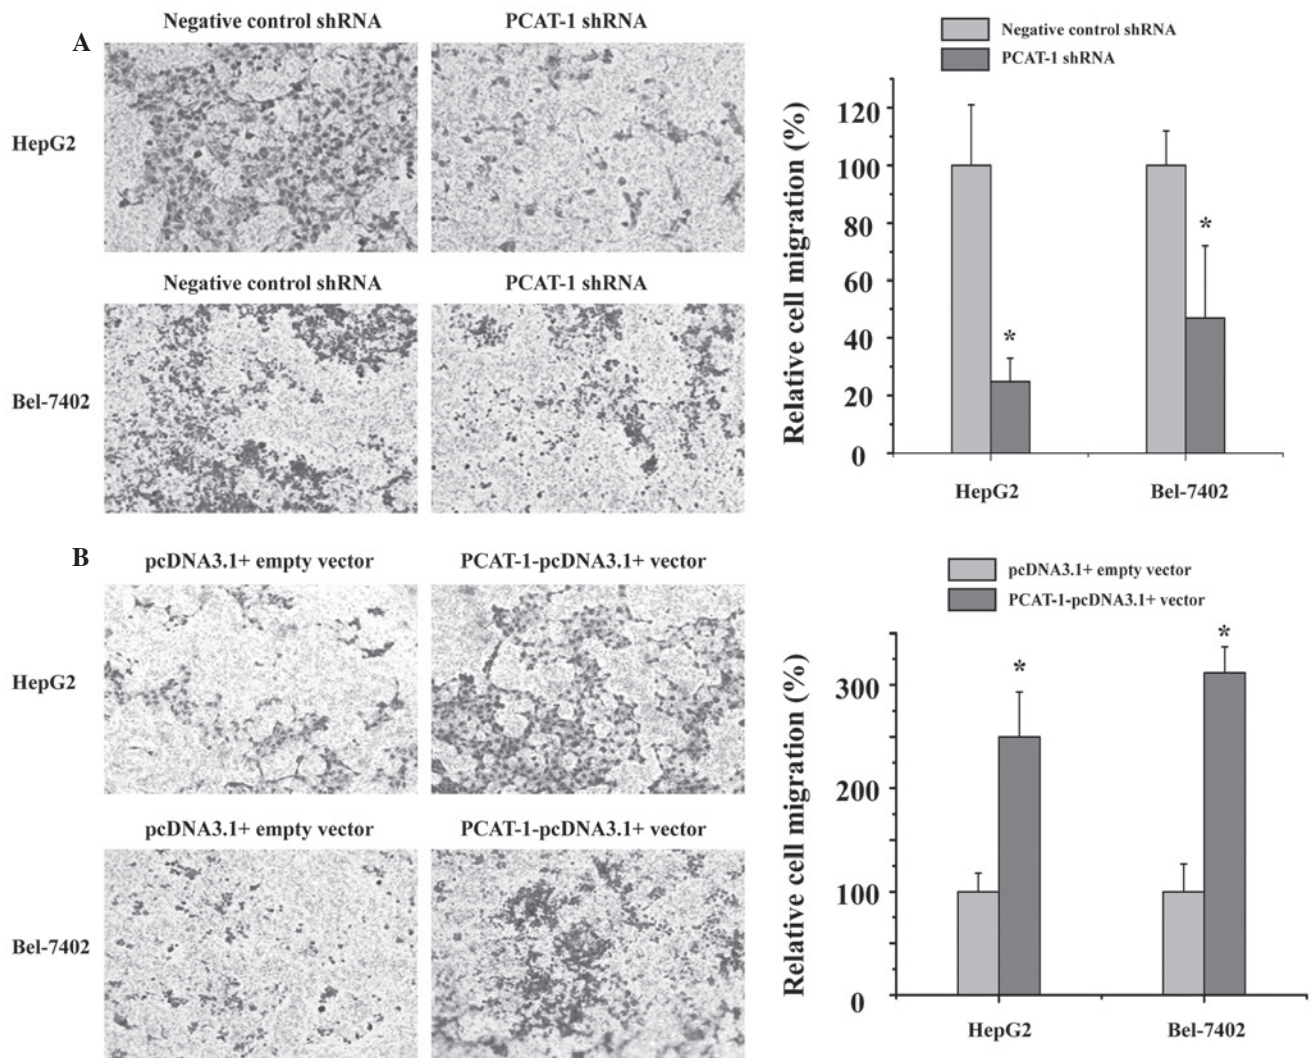 A
Negative control shRNA
PCAT-1 shRNA
HepG2
Negative control shRNA
PCAT-1 shRNA
Bel-7402
Negative control shRNA
PCAT-1 shRNA
Relative cell migration (%)
120
100
80
60
40
20
0
*
*
HepG2
Bel-7402
B
pcDNA3.1+ empty vector
PCAT-1-pcDNA3.1+ vector
HepG2
pcDNA3.1+ empty vector
PCAT-1-pcDNA3.1+ vector
Bel-7402
pcDNA3.1+ empty vector
PCAT-1-pcDNA3.1+ vector
Relative cell migration (%)
300
200
100
0
*
*
HepG2
Bel-7402